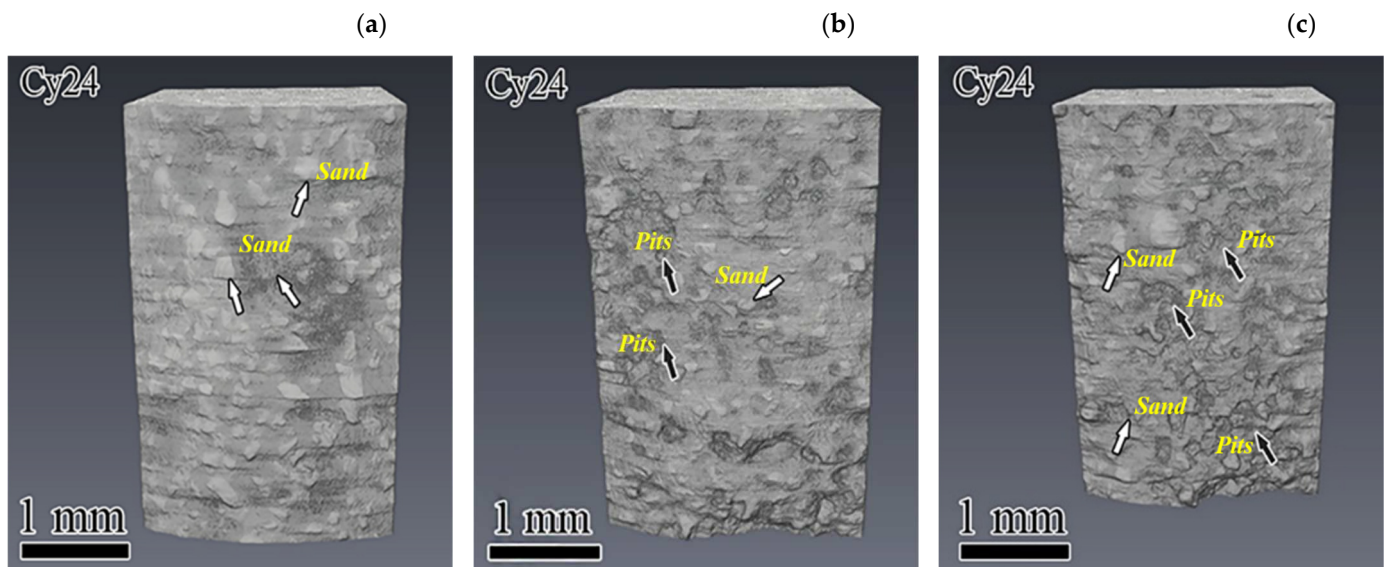 (a)
(b)
(c)
Cy24
Sand
Sand
1 mm
Cy24
Pits
Sand
Pits
1 mm
Cy24
Sand
Pits
Pits
Sand
Pits
1 mm